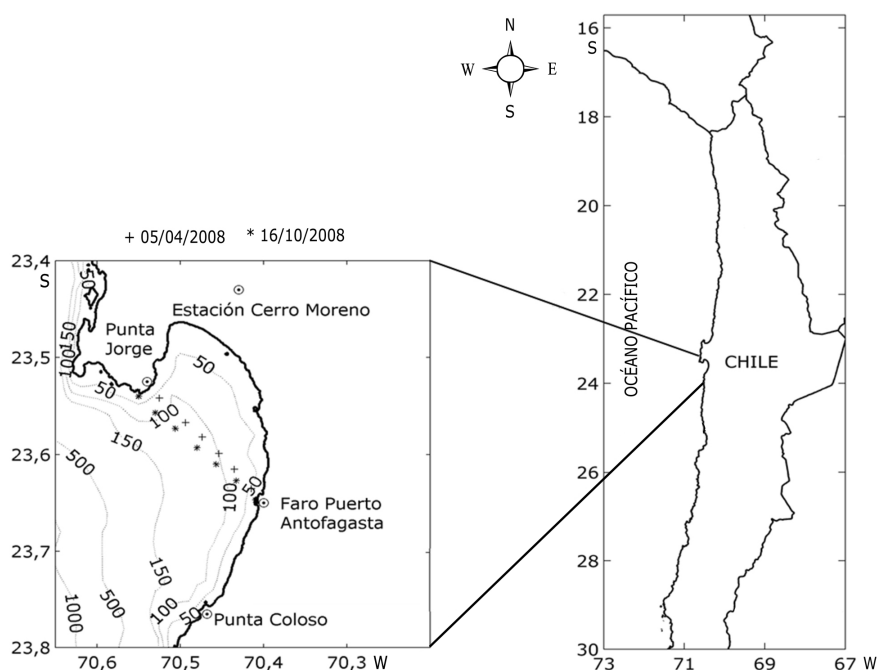 N
W E
S
+ 05/04/2008 * 16/10/2008
23,4
S
23,5
23,6
23,7
23,8
70,6 70,5 70,4 70,3 W
Estación Cerro Moreno
Punta
Jorge
Faro Puerto
Antofagasta
Punta Coloso
50
150
100
50
50
100
150
500
100
50
150
500
1000
100
50
16
S
18
20
22
24
26
28
30
73 71 69 67 W
OCÉANO PACÍFICO
CHILE